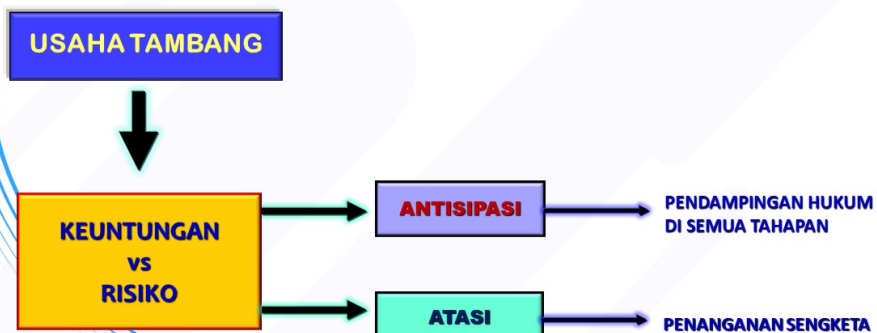 USAHA TAMBANG
KEUNTUNGAN
vs
RISIKO
ANTISIPASI
PENDAMPINGAN HUKUM
DI SEMUA TAHAPAN
ATASI
PENANGANAN SENGKETA